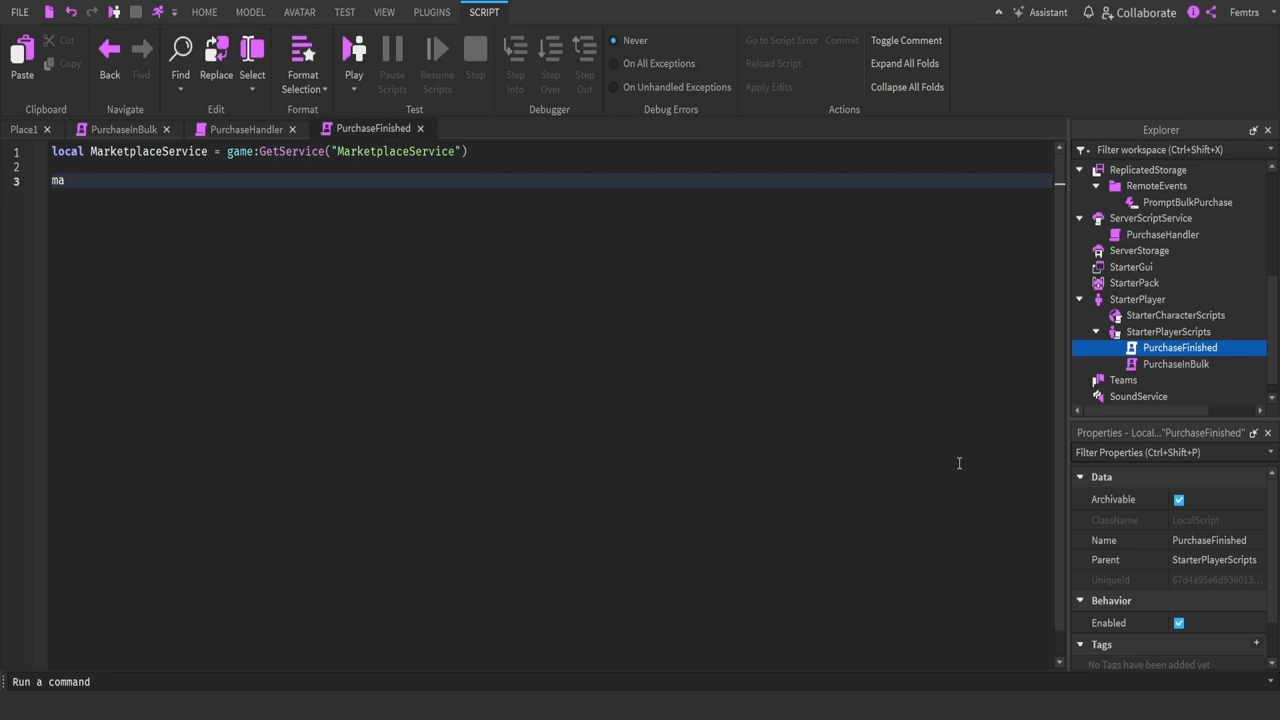 FILE HOME MODEL AVATAR TEST VIEW PLUGINS SCRIPT Assistant Collaborate Femtrs
Paste Cut Copy Back Fwd Find Replace Select Format Selection Play Pause Scripts Resume Scripts Stop Step Into Step Over Step Out
Never Go to Script Error Commit Toggle Comment
On All Exceptions Reload Script Expand All Folds
On Unhandled Exceptions Apply Edits Collapse All Folds
Clipboard Navigate Edit Format Test Debugger Debug Errors Actions
Place1 PurchaseInBulk PurchaseHandler PurchaseFinished
1 local MarketplaceService = game:GetService("MarketplaceService")
2
3 ma
Explorer
Filter workspace (Ctrl+Shift+X)
ReplicatedStorage
RemoteEvents
PromptBulkPurchase
ServerScriptService
PurchaseHandler
ServerStorage
StarterGui
StarterPack
StarterPlayer
StarterCharacterScripts
StarterPlayerScripts
PurchaseFinished
PurchaseInBulk
Teams
SoundService
Properties - Local..."PurchaseFinished"
Filter Properties (Ctrl+Shift+P)
Data
Archivable
ClassName LocalScript
Name PurchaseFinished
Parent StarterPlayerScripts
UniqueId 67d4a95e6d936013...
Behavior
Enabled
Tags +
No Tags have been added yet
Run a command